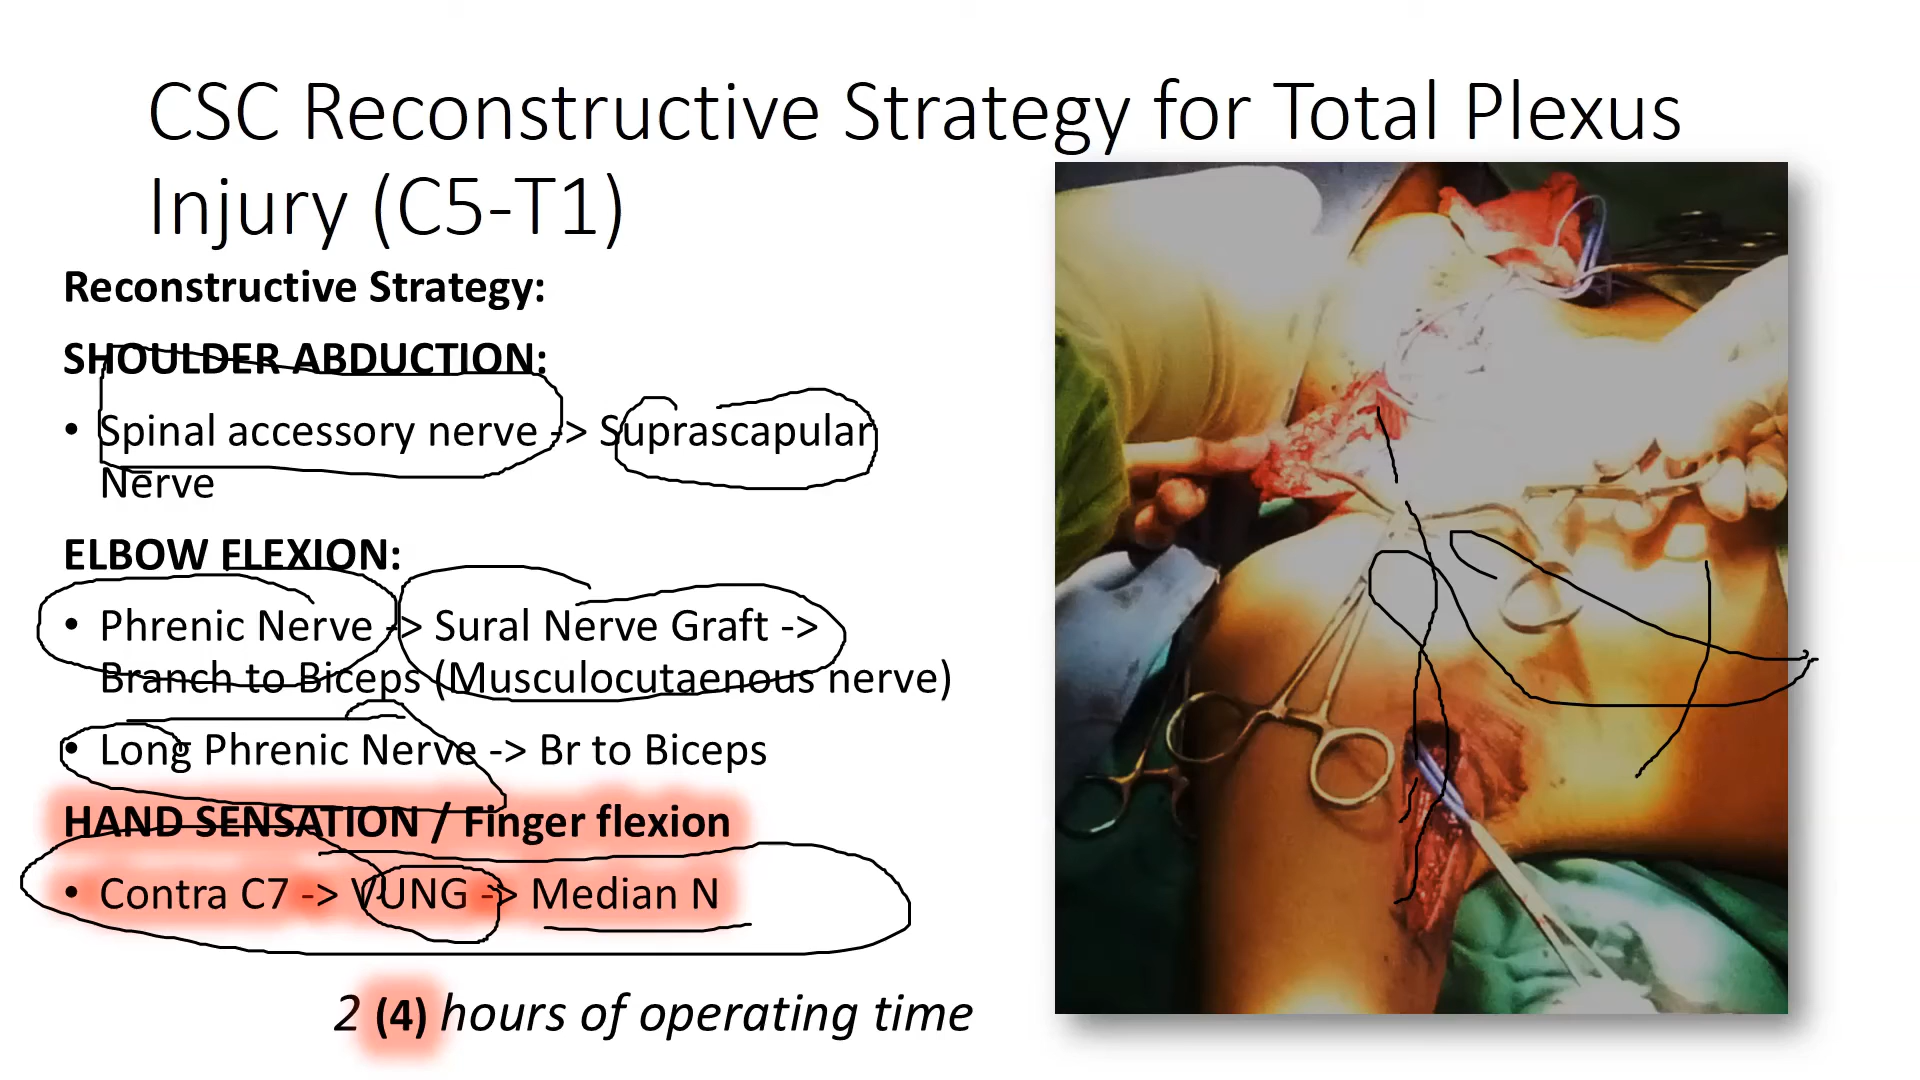 CSC Reconstructive Strategy for Total Plexus
Injury (C5-T1)
Reconstructive Strategy:
SHOULDER ABDUCTION:
• Spinal accessory nerve -> Suprascapular
Nerve
ELBOW FLEXION:
• Phrenic Nerve -> Sural Nerve Graft ->
Branch to Biceps (Musculocutaenous nerve)
• Long Phrenic Nerve -> Br to Biceps
HAND SENSATION / Finger flexion
• Contra C7 -> VUNG -> Median N
2 (4) hours of operating time